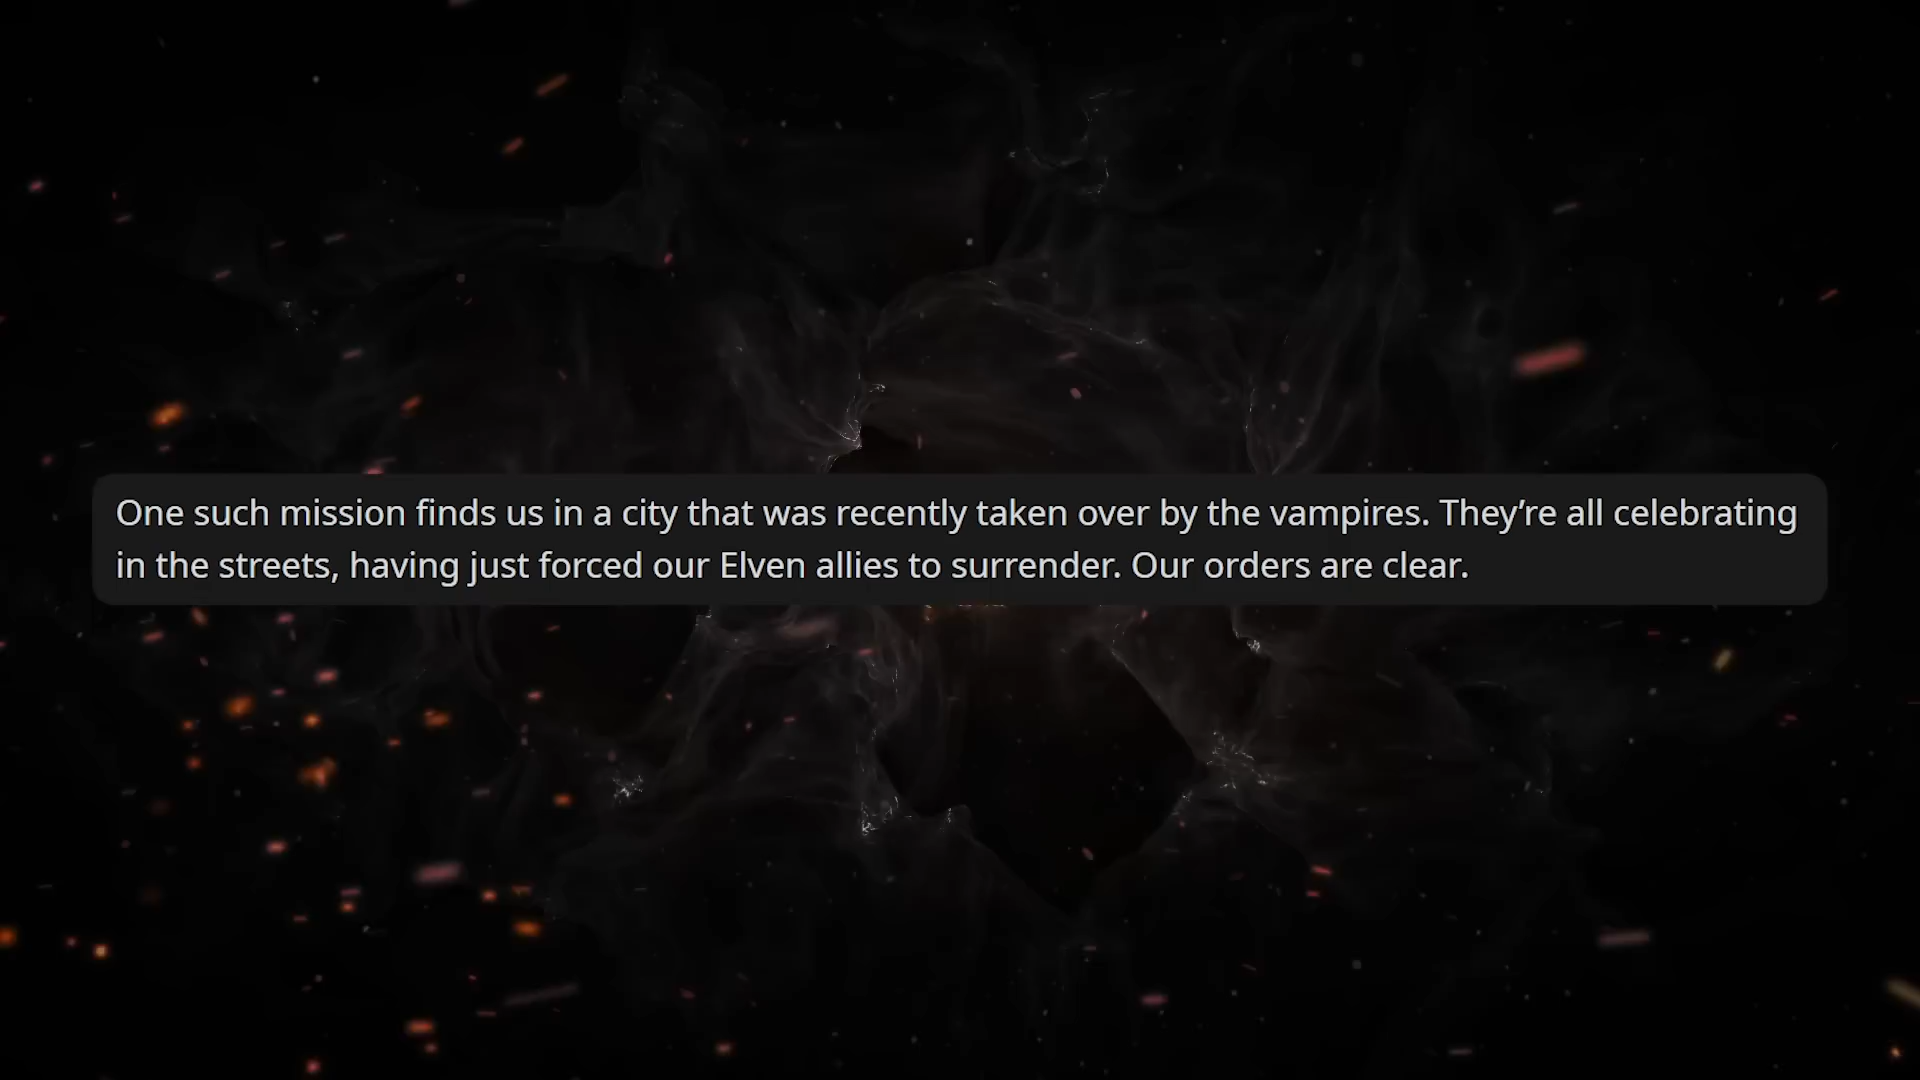 One such mission finds us in a city that was recently taken over by the vampires. They’re all celebrating
in the streets, having just forced our Elven allies to surrender. Our orders are clear.